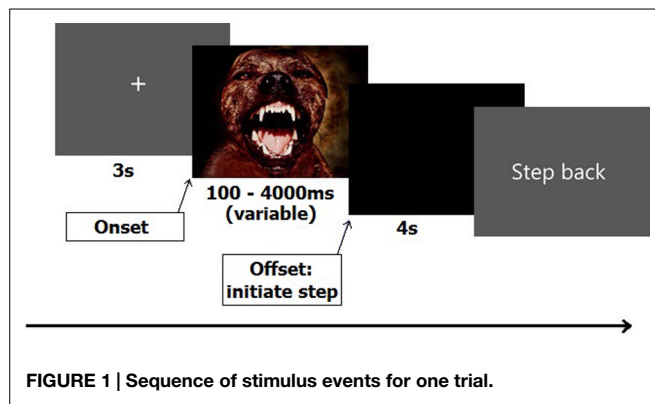 +
3s
100 - 4000ms
(variable)
Onset
4s
Offset:
initiate step
Step back
FIGURE 1 | Sequence of stimulus events for one trial.